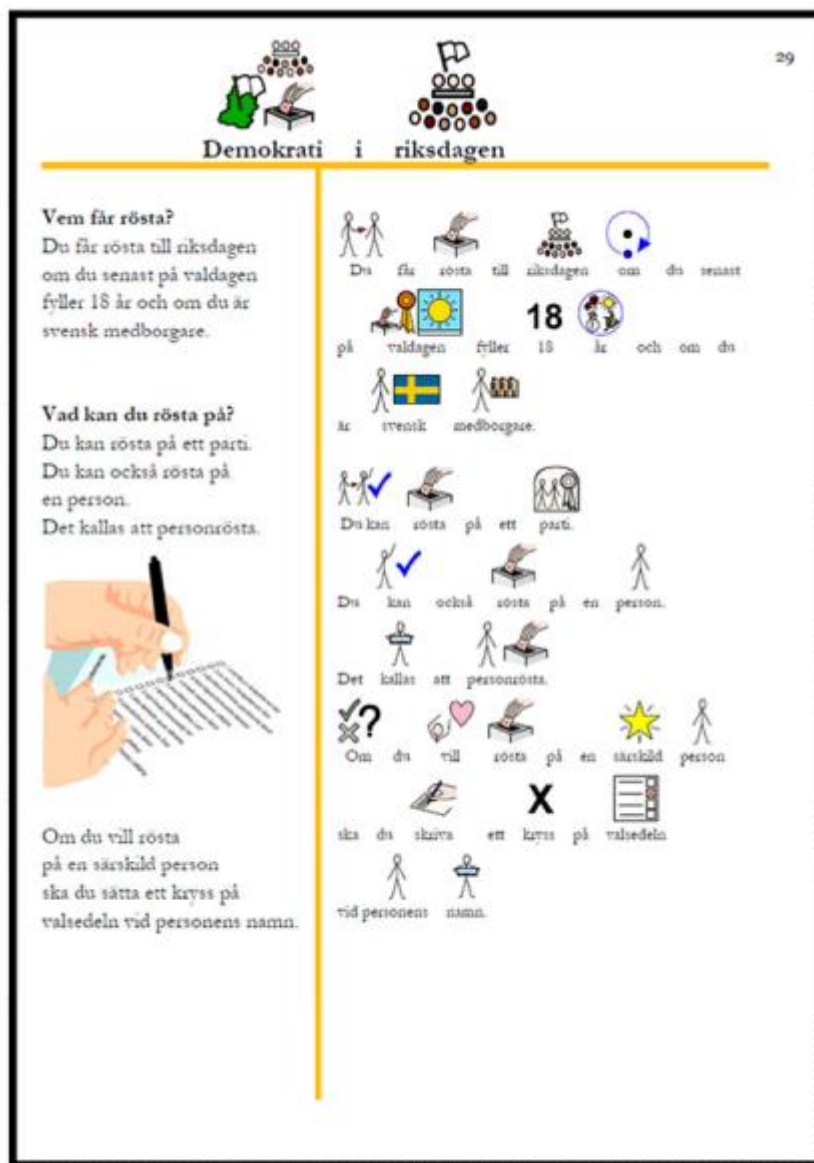 29
Demokrati i riksdagen
Vem får rösta?
Du får rösta till riksdagen
om du senast på valdagen
fyller 18 år och om du är
svensk medborgare.
Vad kan du rösta på?
Du kan rösta på ett parti.
Du kan också rösta på
en person.
Det kallas att personrösta.
Om du vill rösta
på en särskild person
ska du sätta ett kryss på
valsedeln vid personens namn.
Du får rösta till riksdagen om du senast
18
på valdagen fyller 18 år och om du
är svensk medborgare.
Du kan rösta på ett parti.
Du kan också rösta på en person.
Det kallas att personrösta.
?
Om du vill rösta på en särskild person
X
ska du skriva ett kryss på valsedeln
vid personens namn.